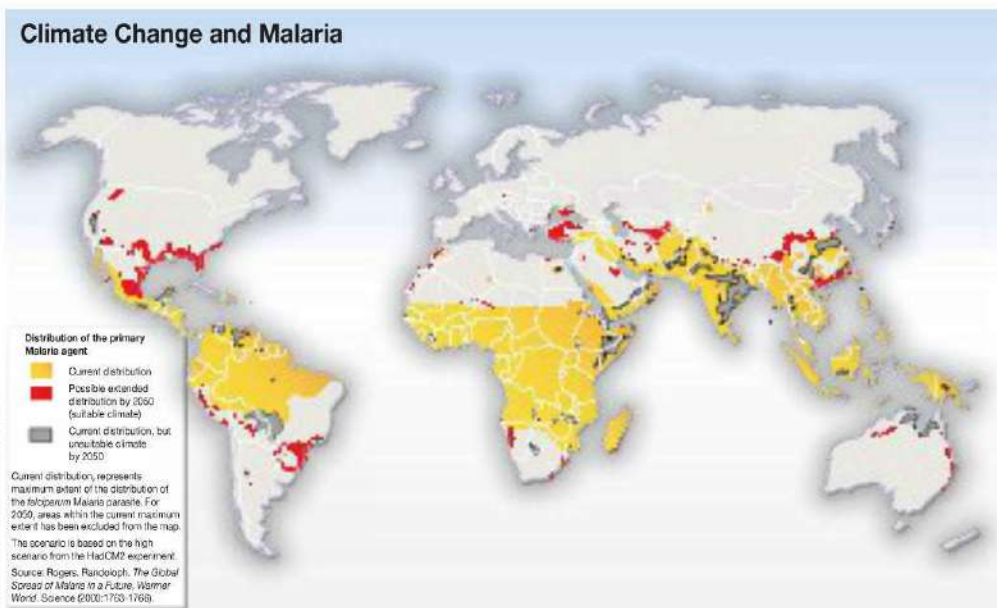 Climate Change and Malaria
Distribution of the primary
Malaria agent
Current distribution
Possible extended
distribution by 2050
(suitable climate)
Current distribution, but
unsuitable climate
by 2050
Current distribution, represents
maximum extent of the distribution of
the falciparum Malaria parasite. For
2050, areas within the current maximum
extent has been excluded from the map.
The scenario is based on the high
scenario from the HadCM2 experiment.
Source: Rogers, Randoloph. The Global
Spread of Malaria in a Future, Warmer
World. Science (2000:1763-1766).